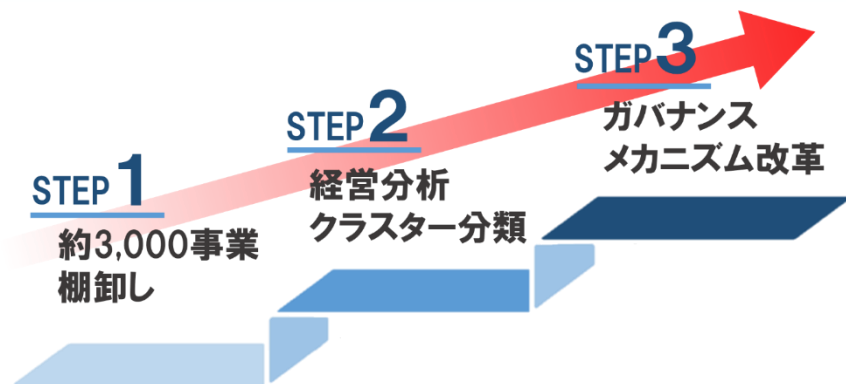 STEP 1
約3,000事業
棚卸し
STEP 2
経営分析
クラスター分類
STEP 3
ガバナンス
メカニズム改革